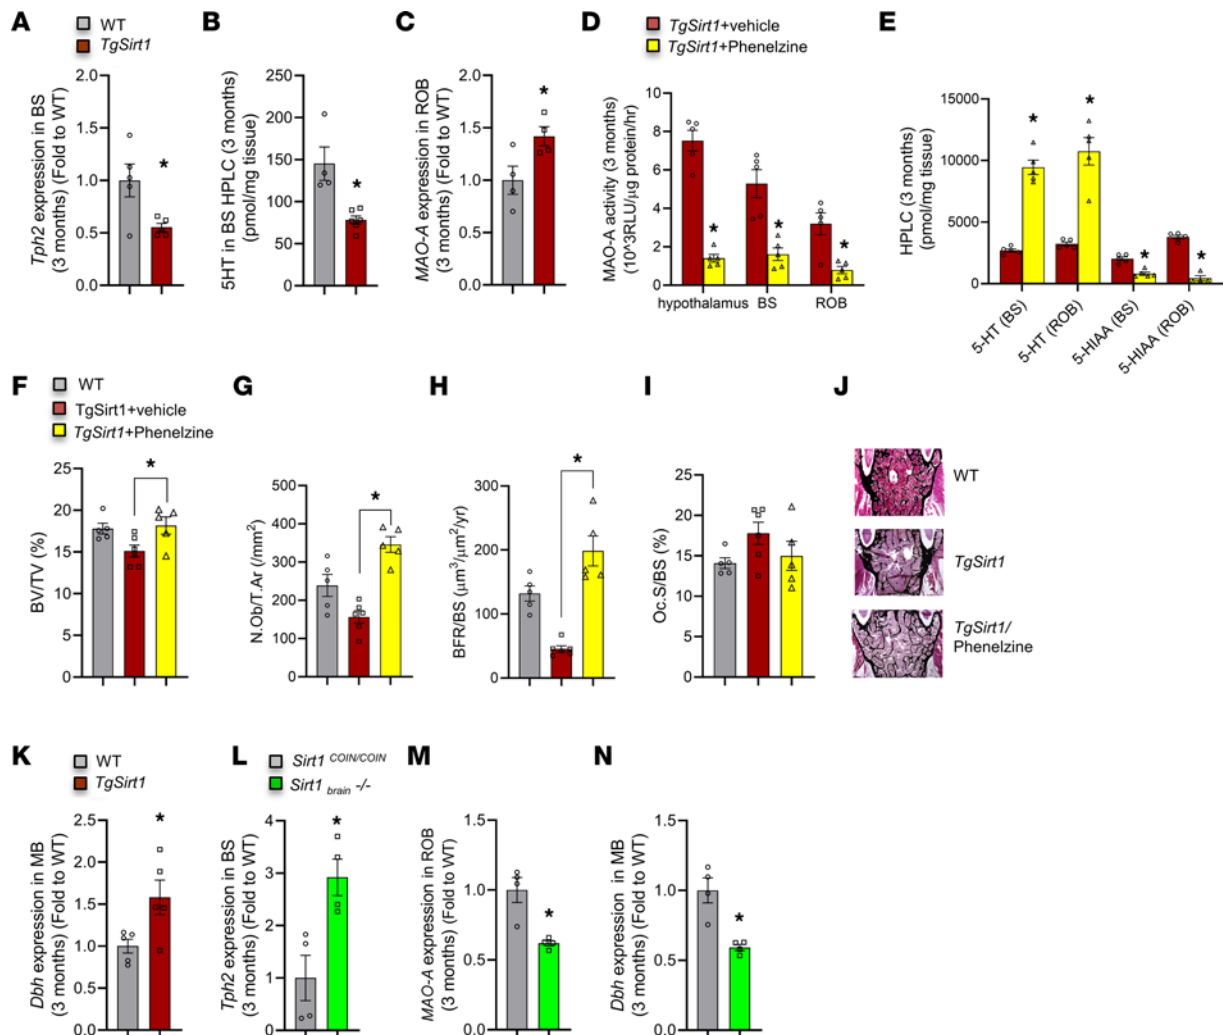 A
WT
TgSirt1
Tph2 expression in BS
(3 months) (Fold to WT)
2.0
1.5
1.0
0.5
0.0
*
B
5HT in BS HPLC (3 months)
(pmol/mg tissue)
250
200
150
100
50
0
*
C
MAO-A expression in ROB
(3 months) (Fold to WT)
2.0
1.5
1.0
0.5
0.0
*
D
TgSirt1+vehicle
TgSirt1+Phenelzine
MAO-A activity (3 months)
(10^3RLU/µg protein/hr)
10
8
6
4
2
0
*
*
*
hypothalamus
BS
ROB
E
HPLC (3 months)
(pmol/mg tissue)
15000
10000
5000
0
*
*
*
*
5-HT (BS)
5-HT (ROB)
5-HIAA (BS)
5-HIAA (ROB)
F
WT
TgSirt1+vehicle
TgSirt1+Phenelzine
BV/TV (%)
25
20
15
10
5
0
*
G
N.Ob/T.Ar (/mm²)
500
400
300
200
100
0
*
H
BFR/BS (µm³/µm²/yr)
300
200
100
0
*
I
Oc.S/BS (%)
25
20
15
10
5
0
J
WT
TgSirt1
TgSirt1/
Phenelzine
K
WT
TgSirt1
Dbh expression in MB
(3 months) (Fold to WT)
2.5
2.0
1.5
1.0
0.5
0.0
*
L
Sirt1 COIN/COIN
Sirt1 brain -/-
Tph2 expression in BS
(3 months) (Fold to WT)
4
3
2
1
0
*
M
MAO-A expression in ROB
(3 months) (Fold to WT)
1.5
1.0
0.5
0.0
*
N
Dbh expression in MB
(3 months) (Fold to WT)
1.5
1.0
0.5
0.0
*